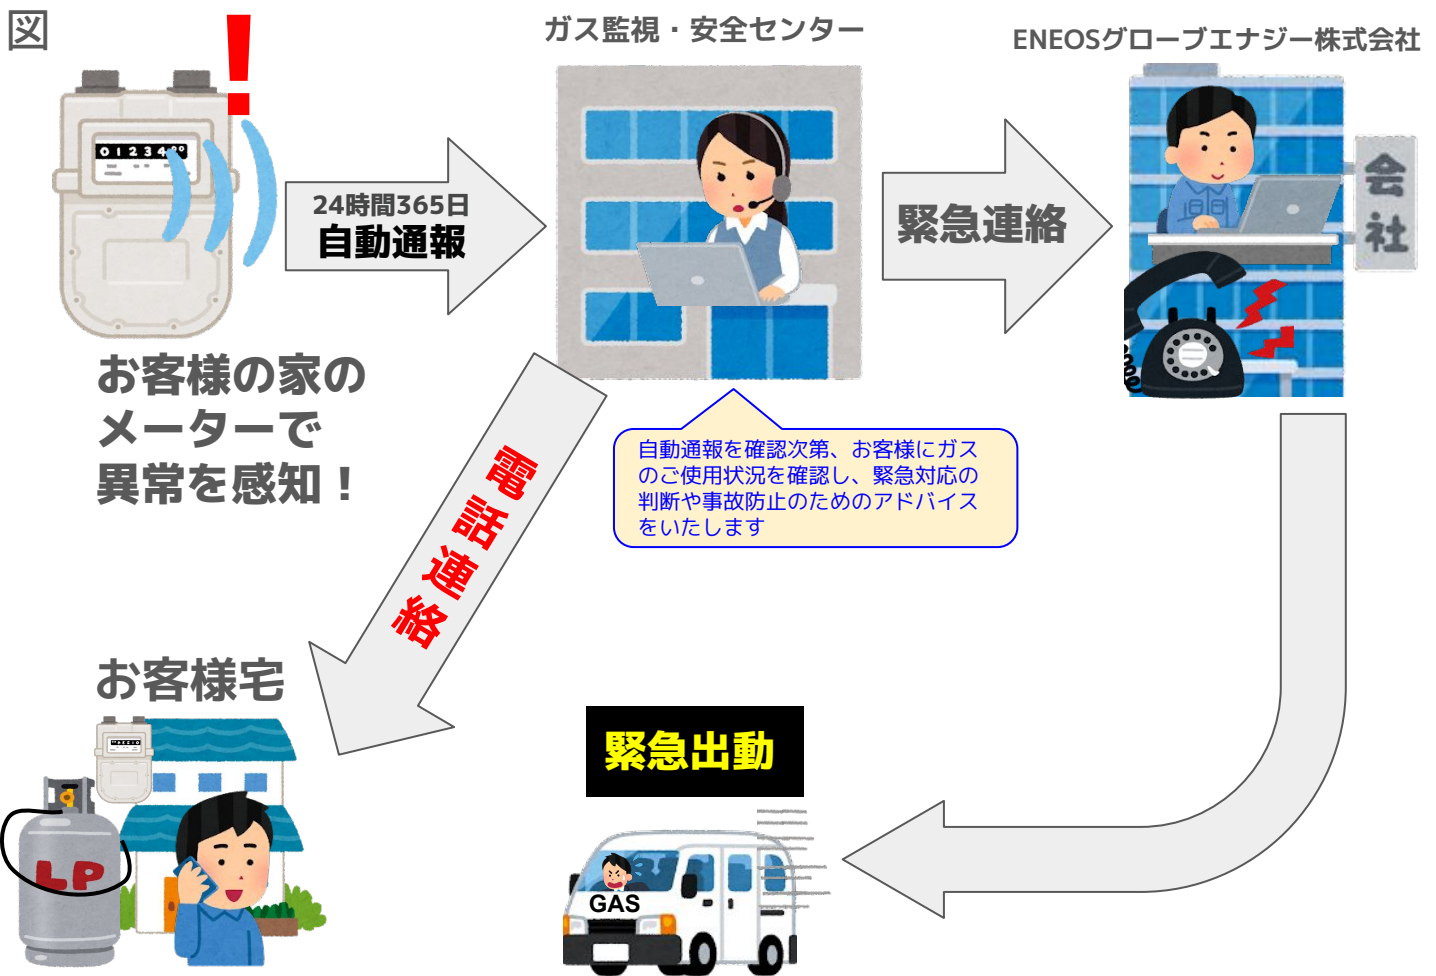 図
!
ガス監視・安全センター
ENEOSグローブエナジー株式会社
01234
24時間365日
自動通報
緊急連絡
会社
お客様の家の
メーターで
異常を感知！
自動通報を確認次第、お客様にガス
のご使用状況を確認し、緊急対応の
判断や事故防止のためのアドバイス
をいたします
電話連絡
お客様宅
LP
緊急出動
GAS